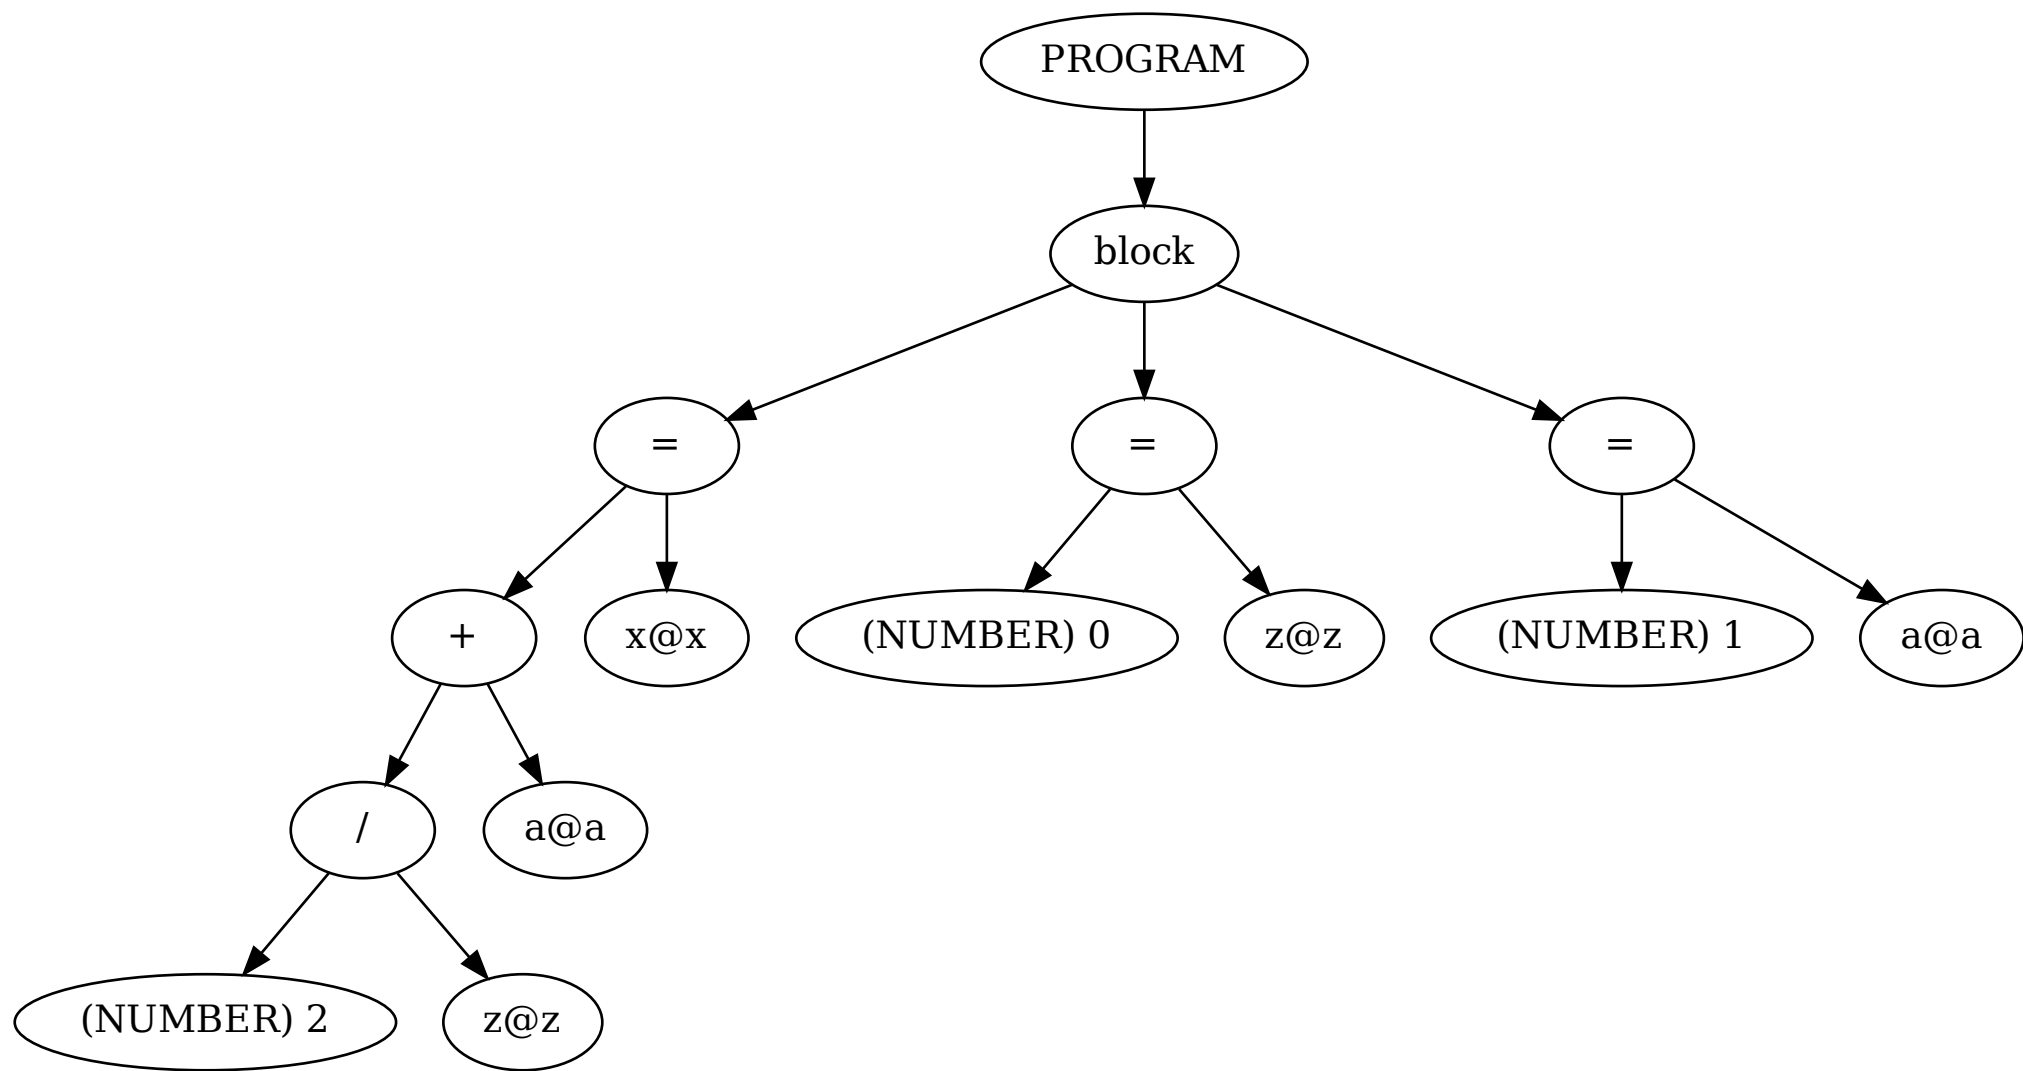 PROGRAM
block
=
=
=
+
x@x
(NUMBER) 0
z@z
(NUMBER) 1
a@a
/
a@a
(NUMBER) 2
z@z